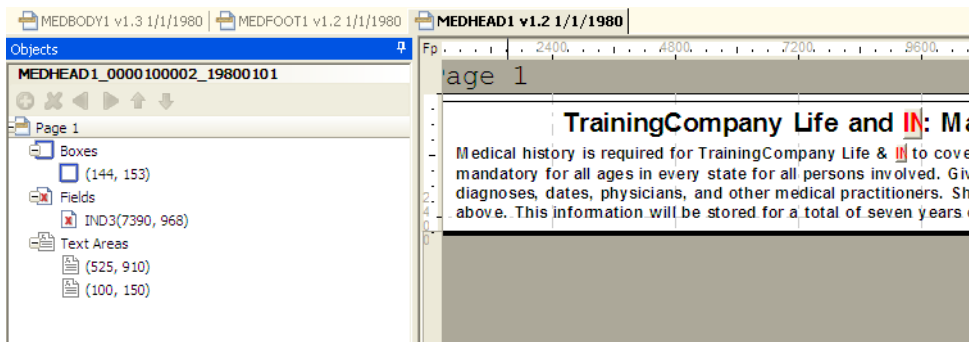 MEDBODY1 v1.3 1/1/1980 MEDFOOT1 v1.2 1/1/1980 MEDHEAD1 v1.2 1/1/1980
Objects
MEDHEAD1_0000100002_19800101
Page 1
Boxes
(144, 153)
Fields
IND3(7390, 968)
Text Areas
(525, 910)
(100, 150)
Fp 2400 4800 7200 9600
2400
age 1
TrainingCompany Life and IN: Ma
Medical history is required for TrainingCompany Life & IN to cove
mandatory for all ages in every state for all persons involved. Giv
diagnoses, dates, physicians, and other medical practitioners. Sh
above. This information will be stored for a total of seven years